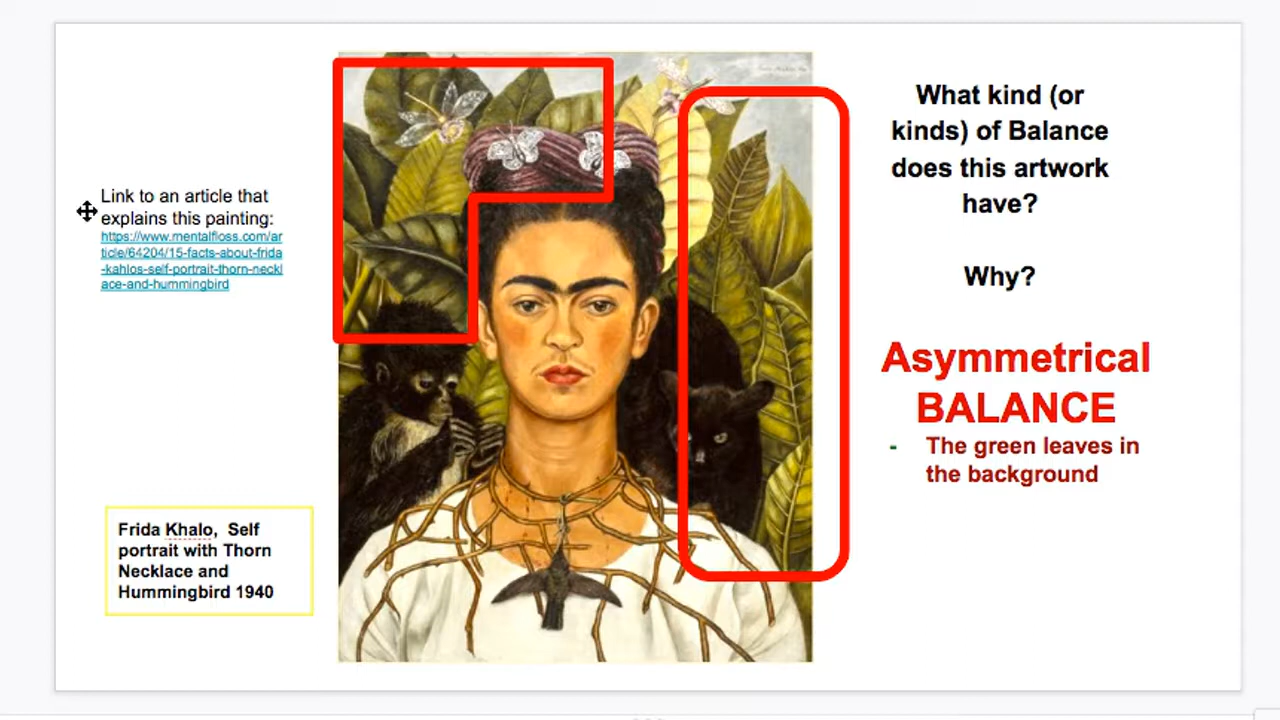 Link to an article that
explains this painting:
https://www.mentalfloss.com/ar
ticle/64204/15-facts-about-frida
-kahlos-self-portrait-thorn-neckl
ace-and-hummingbird
Frida Khalo, Self
portrait with Thorn
Necklace and
Hummingbird 1940
What kind (or
kinds) of Balance
does this artwork
have?
Why?
Asymmetrical
BALANCE
- The green leaves in
the background